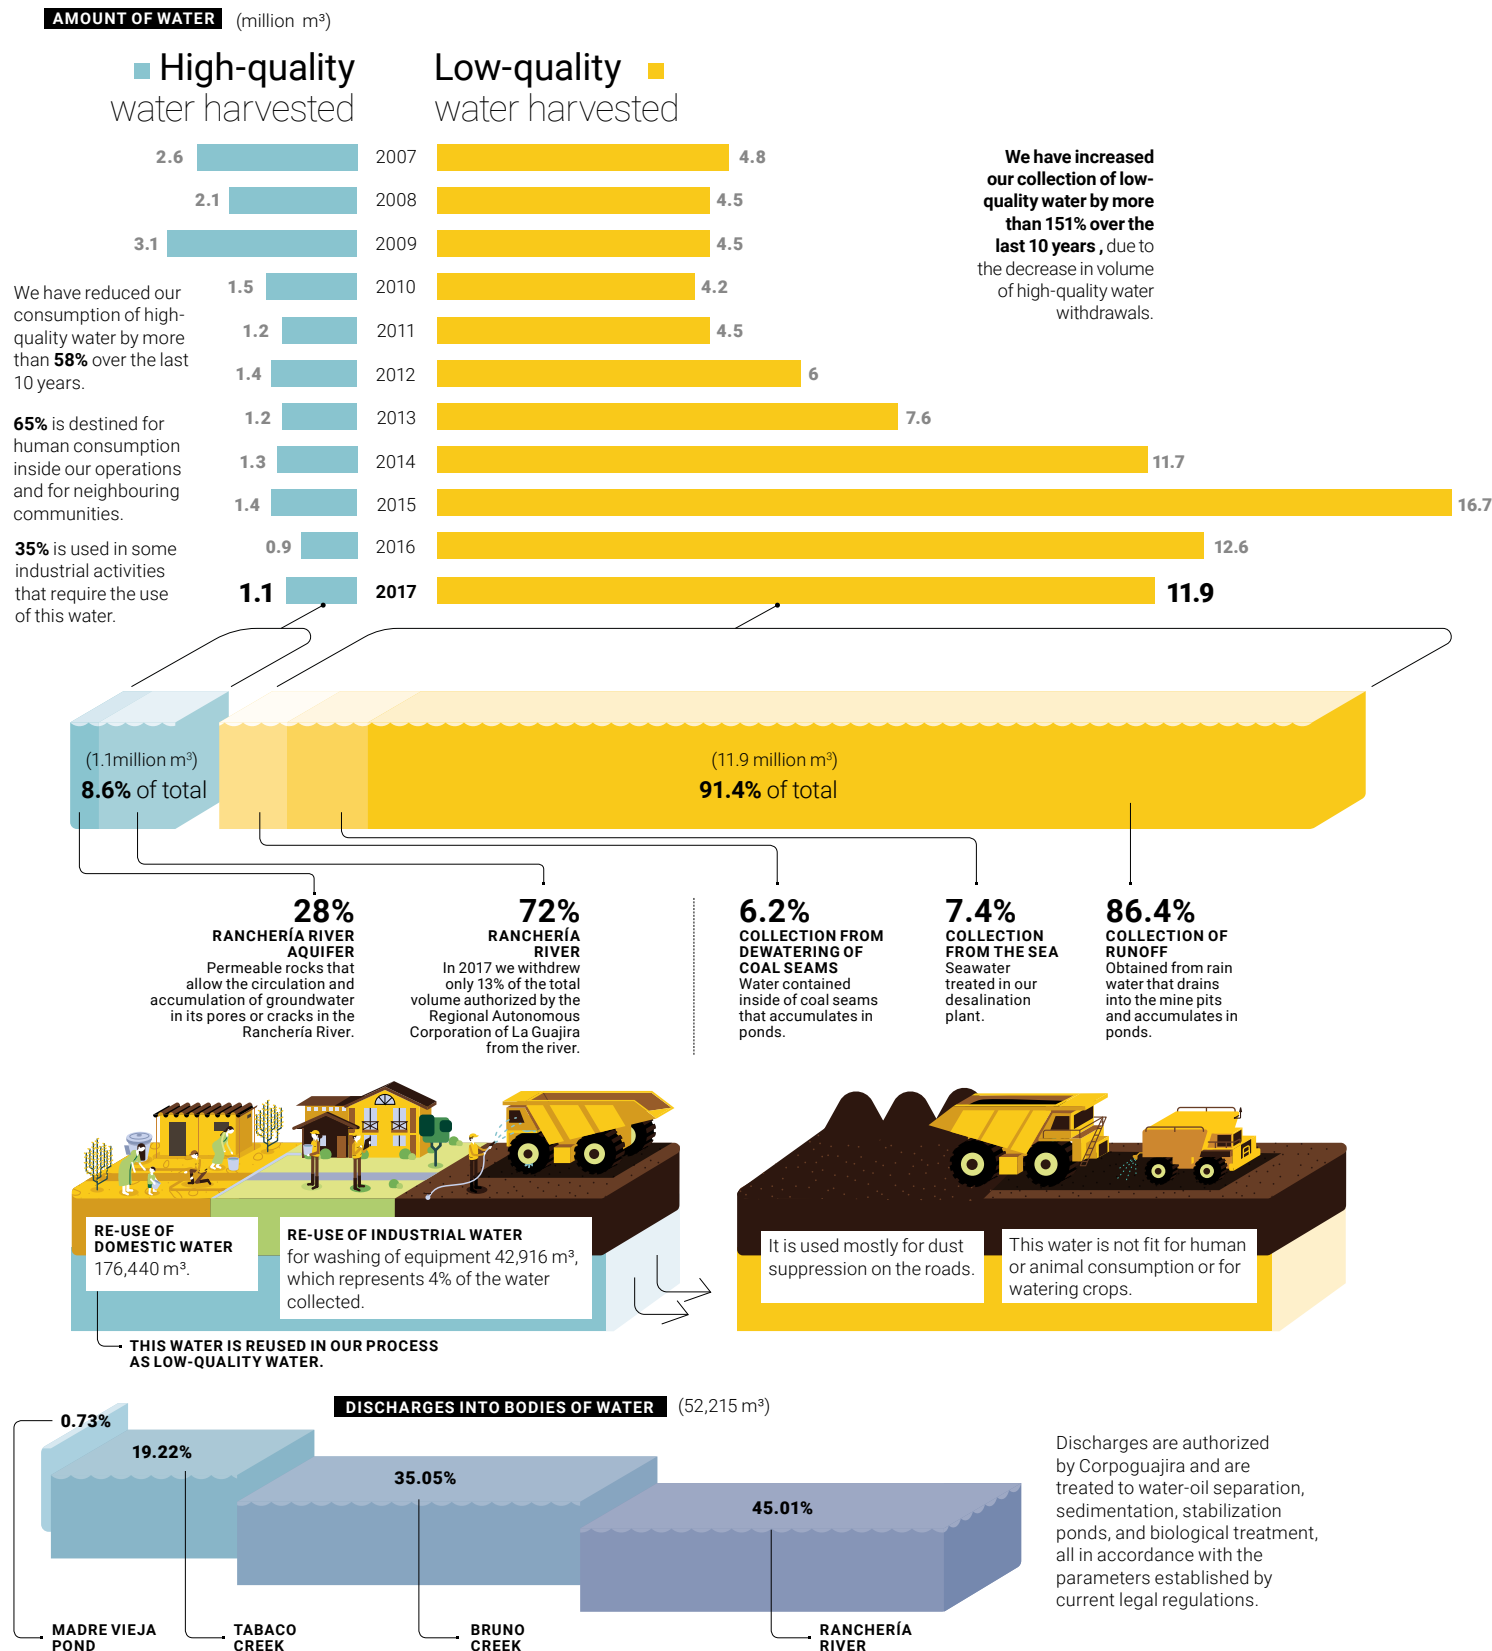 AMOUNT OF WATER (million m³)
High-quality
water harvested
Low-quality
water harvested
2.6 2007 4.8
2.1 2008 4.5
3.1 2009 4.5
1.5 2010 4.2
1.2 2011 4.5
1.4 2012 6
1.2 2013 7.6
1.3 2014 11.7
1.4 2015 16.7
0.9 2016 12.6
1.1 2017 11.9
We have increased
our collection of low-
quality water by more
than 151% over the
last 10 years , due to
the decrease in volume
of high-quality water
withdrawals.
We have reduced our
consumption of high-
quality water by more
than 58% over the last
10 years.
65% is destined for
human consumption
inside our operations
and for neighbouring
communities.
35% is used in some
industrial activities
that require the use
of this water.
(1.1million m³)
8.6% of total
(11.9 million m³)
91.4% of total
28%
RANCHERÍA RIVER
AQUIFER
Permeable rocks that
allow the circulation and
accumulation of groundwater
in its pores or cracks in the
Ranchería River.
72%
RANCHERÍA
RIVER
In 2017 we withdrew
only 13% of the total
volume authorized by the
Regional Autonomous
Corporation of La Guajira
from the river.
6.2%
COLLECTION FROM
DEWATERING OF
COAL SEAMS
Water contained
inside of coal seams
that accumulates in
ponds.
7.4%
COLLECTION
FROM THE SEA
Seawater
treated in our
desalination
plant.
86.4%
COLLECTION OF
RUNOFF
Obtained from rain
water that drains
into the mine pits
and accumulates in
ponds.
RE-USE OF
DOMESTIC WATER
176,440 m³.
RE-USE OF INDUSTRIAL WATER
for washing of equipment 42,916 m³,
which represents 4% of the water
collected.
It is used mostly for dust
suppression on the roads.
This water is not fit for human
or animal consumption or for
watering crops.
THIS WATER IS REUSED IN OUR PROCESS
AS LOW-QUALITY WATER.
DISCHARGES INTO BODIES OF WATER (52,215 m³)
0.73%
19.22%
35.05%
45.01%
MADRE VIEJA
POND
TABACO
CREEK
BRUNO
CREEK
RANCHERÍA
RIVER
Discharges are authorized
by Corpoguajira and are
treated to water-oil separation,
sedimentation, stabilization
ponds, and biological treatment,
all in accordance with the
parameters established by
current legal regulations.